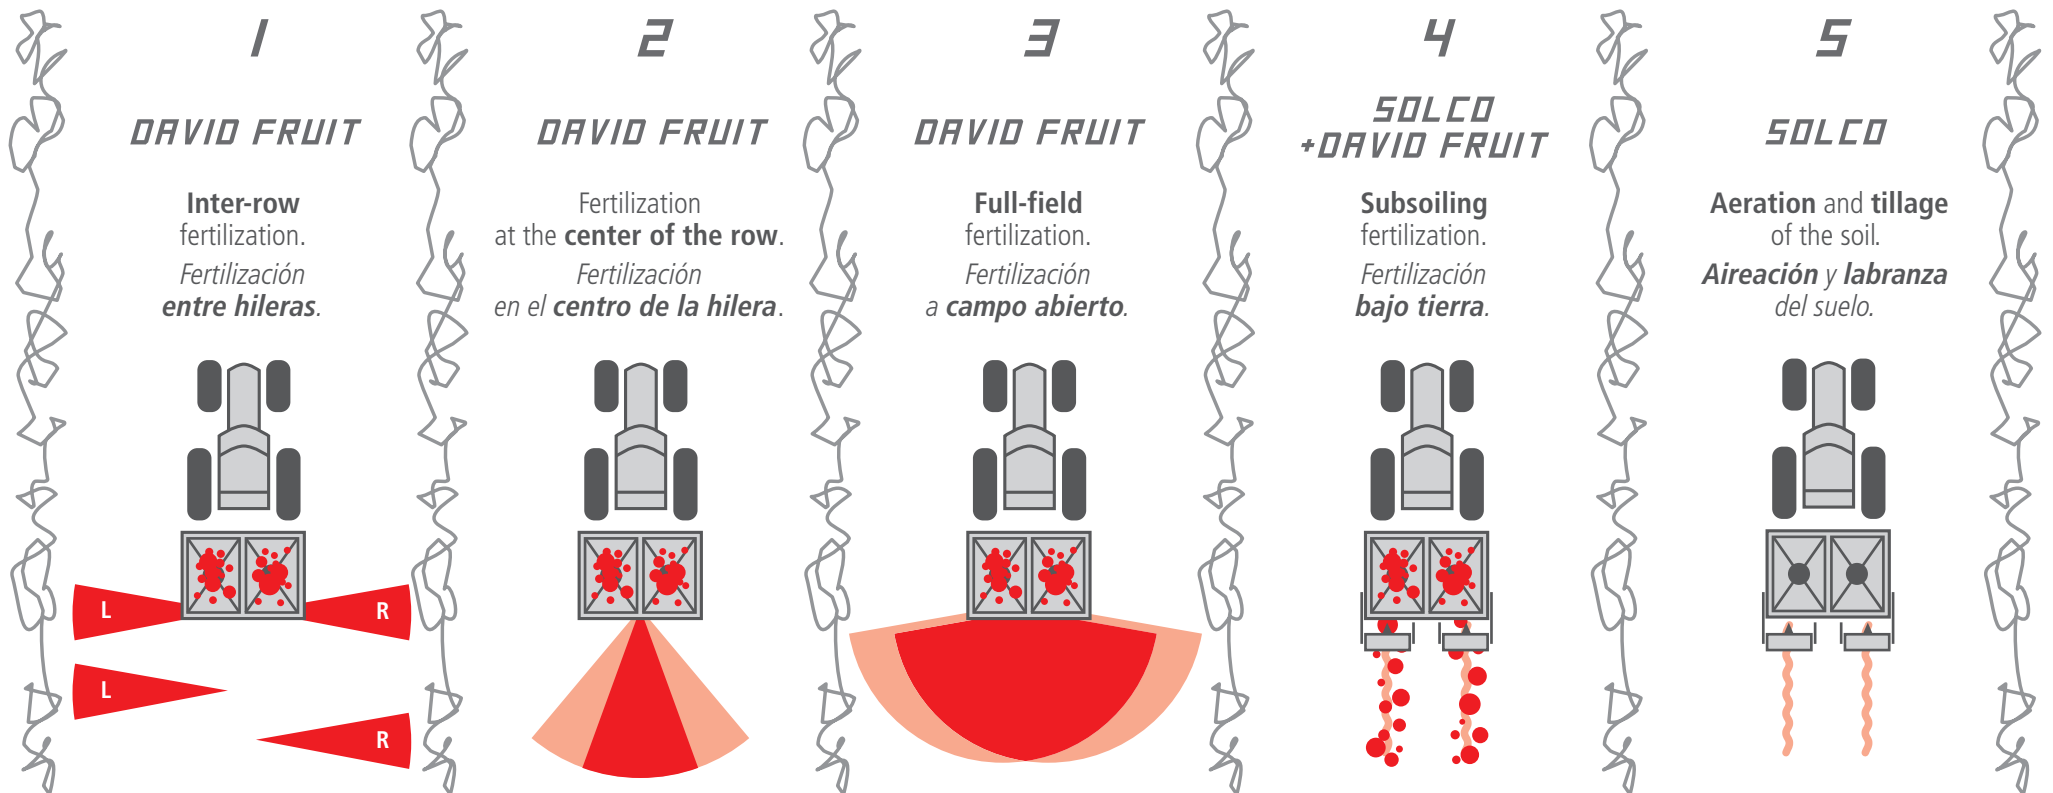 1
DAVID FRUIT
Inter-row
fertilization.
Fertilización
entre hileras.
L
R
L
R
2
DAVID FRUIT
Fertilization
at the center of the row.
Fertilización
en el centro de la hilera.
3
DAVID FRUIT
Full-field
fertilization.
Fertilización
a campo abierto.
4
SOLCO
+DAVID FRUIT
Subsoiling
fertilization.
Fertilización
bajo tierra.
5
SOLCO
Aeration and tillage
of the soil.
Aireación y labranza
del suelo.